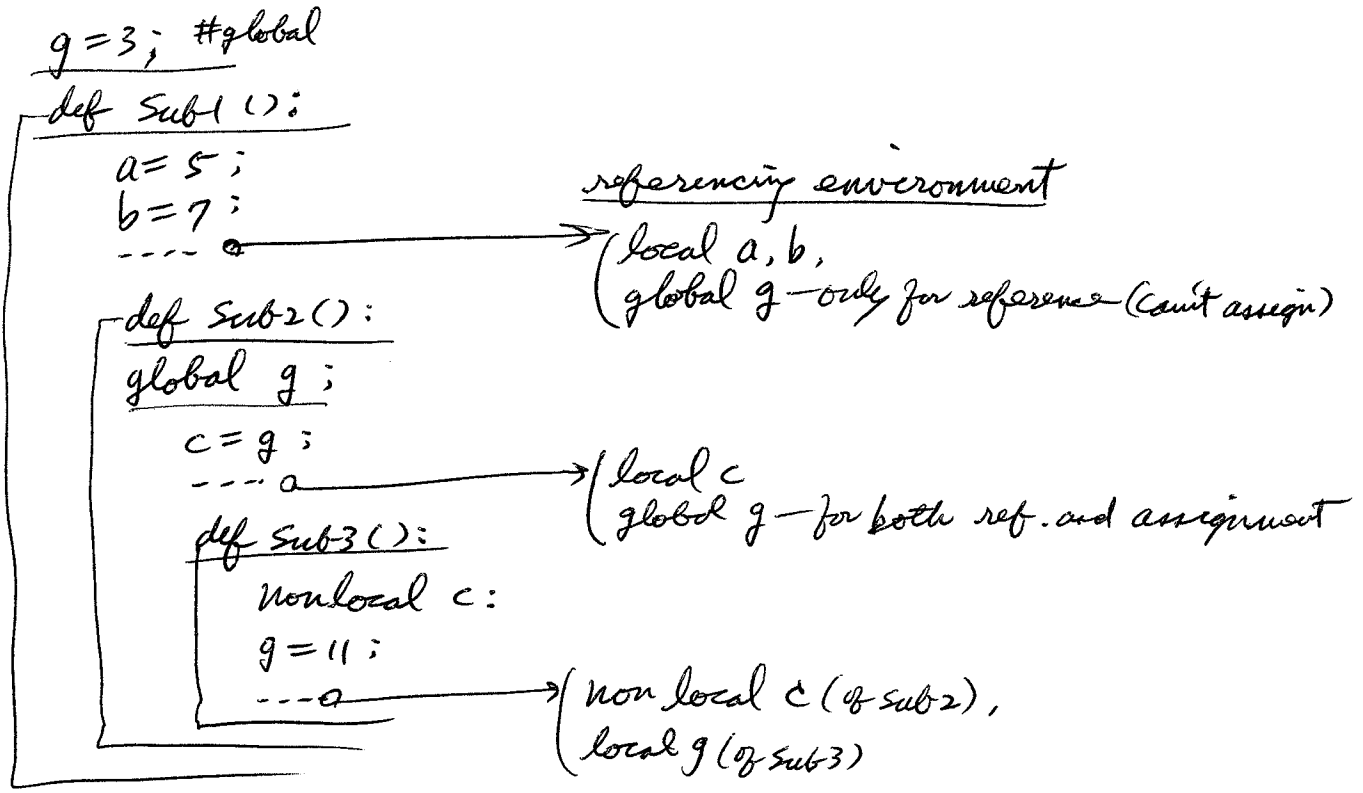 g = 3; #global
def sub1():
a = 5;
b = 7;
----
referencing environment
local a, b,
global g – only for reference (can't assign)
def sub2():
global g;
c = g;
----
local c
global g – for both ref. and assignment
def sub3():
nonlocal c:
g = 11;
----
non local c (of sub2),
local g (of sub3)